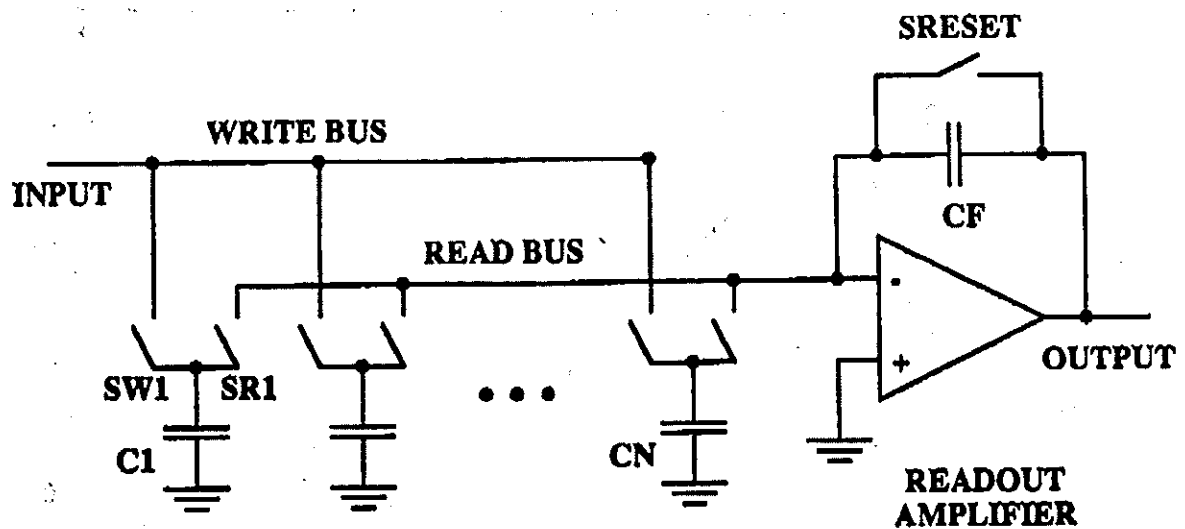 SRESET
WRITE BUS
INPUT
CF
READ BUS
-
+
OUTPUT
SW1 SR1
C1
CN
READOUT
AMPLIFIER